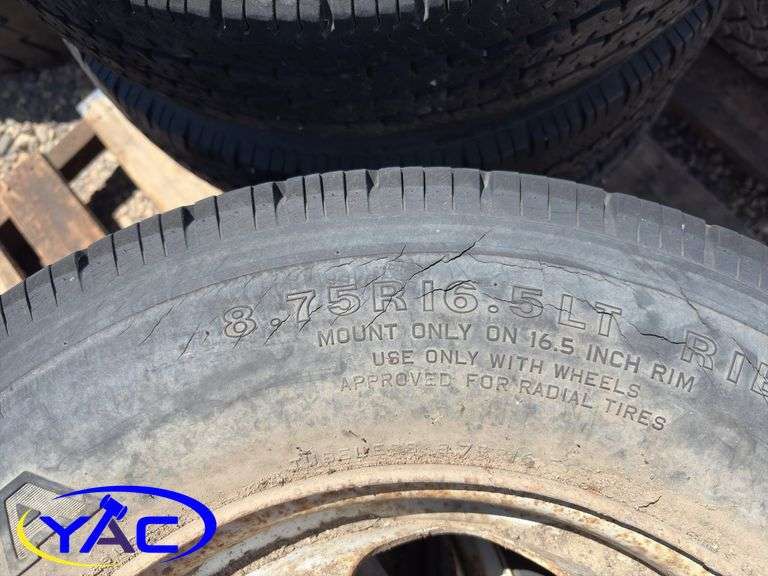 8.75R16.5LT
MOUNT ONLY ON 16.5 INCH RIM
USE ONLY WITH WHEELS
APPROVED FOR RADIAL TIRES
YAC